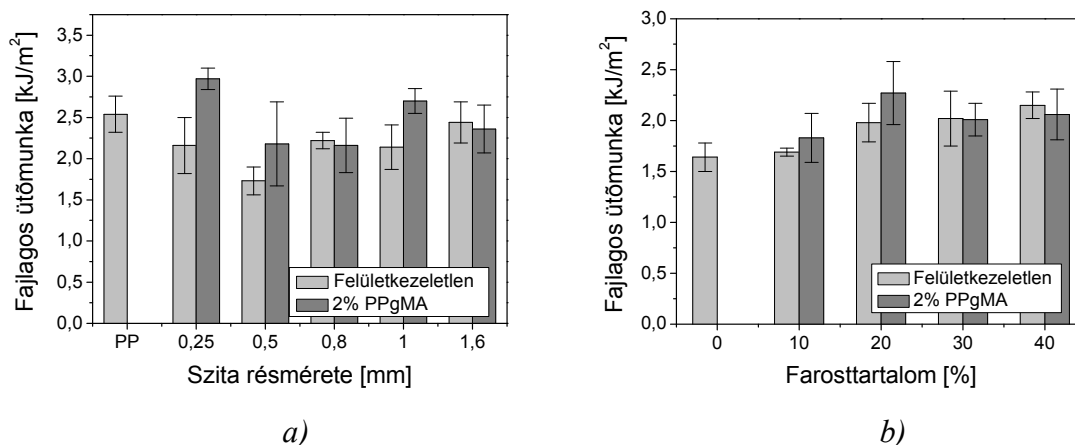 3,5
3,0
2,5
2,0
1,5
1,0
0,5
0,0
Fajlagos ütõmunka [kJ/m²]
Felületkezeletlen
2% PPgMA
PP 0,25 0,5 0,8 1 1,6
Szita résmérete [mm]
a)
3,0
2,5
2,0
1,5
1,0
0,5
0,0
Fajlagos ütõmunka [kJ/m²]
Felületkezeletlen
2% PPgMA
0 10 20 30 40
Farosttartalom [%]
b)